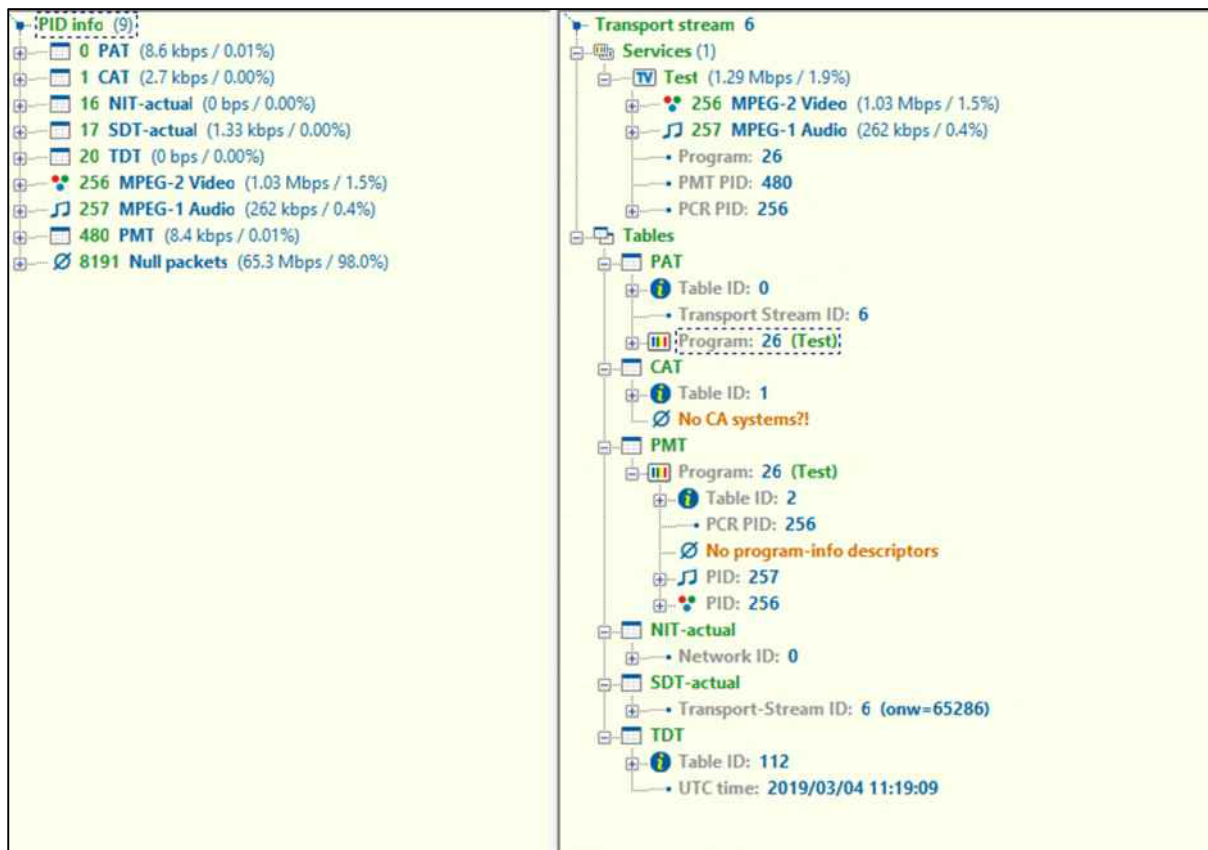 PID info (9)
0 PAT (8.6 kbps / 0.01%)
1 CAT (2.7 kbps / 0.00%)
16 NIT-actual (0 bps / 0.00%)
17 SDT-actual (1.33 kbps / 0.00%)
20 TDT (0 bps / 0.00%)
256 MPEG-2 Video (1.03 Mbps / 1.5%)
257 MPEG-1 Audio (262 kbps / 0.4%)
480 PMT (8.4 kbps / 0.01%)
8191 Null packets (65.3 Mbps / 98.0%)
Transport stream 6
Services (1)
TV Test (1.29 Mbps / 1.9%)
256 MPEG-2 Video (1.03 Mbps / 1.5%)
257 MPEG-1 Audio (262 kbps / 0.4%)
Program: 26
PMT PID: 480
PCR PID: 256
Tables
PAT
Table ID: 0
Transport Stream ID: 6
Program: 26 (Test)
CAT
Table ID: 1
No CA systems?!
PMT
Program: 26 (Test)
Table ID: 2
PCR PID: 256
No program-info descriptors
PID: 257
PID: 256
NIT-actual
Network ID: 0
SDT-actual
Transport-Stream ID: 6 (onw=65286)
TDT
Table ID: 112
UTC time: 2019/03/04 11:19:09